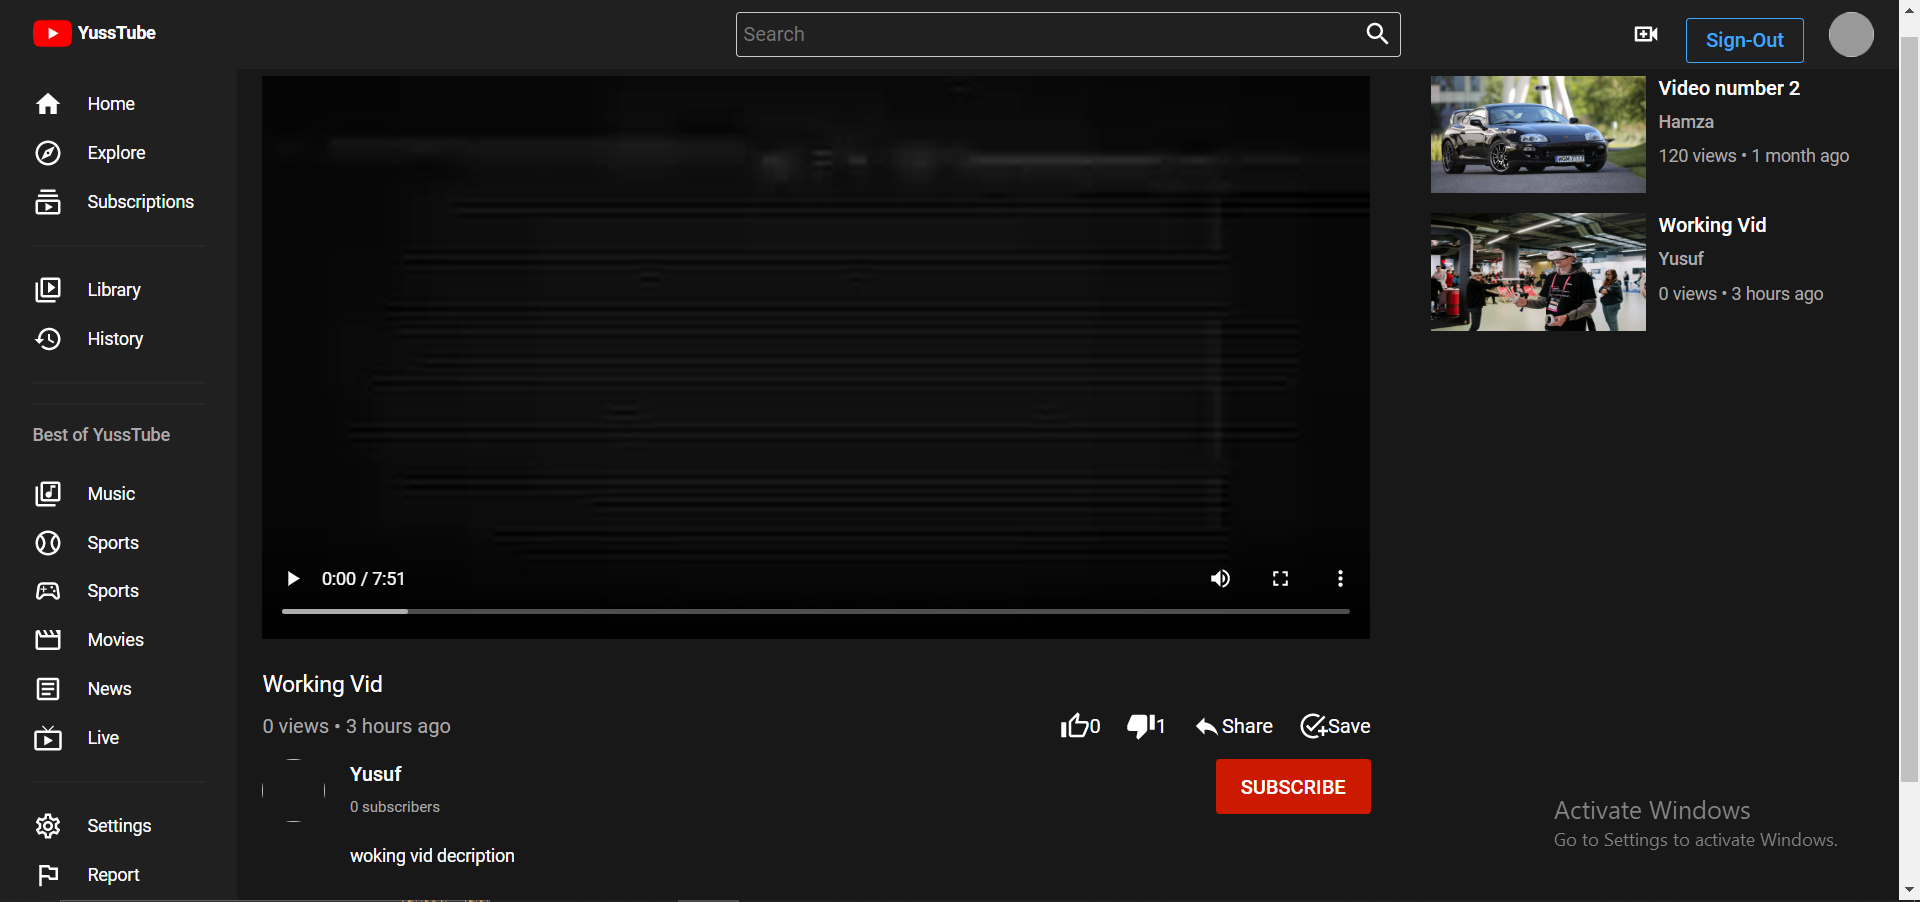 YussTube
Search
Sign-Out
Home
Explore
Subscriptions
Library
History
Best of YussTube
Music
Sports
Sports
Movies
News
Live
Settings
Report
0:00 / 7:51
Working Vid
0 views • 3 hours ago
0
1
Share
Save
Yusuf
0 subscribers
SUBSCRIBE
woking vid decription
Video number 2
Hamza
120 views • 1 month ago
Working Vid
Yusuf
0 views • 3 hours ago
Activate Windows
Go to Settings to activate Windows.